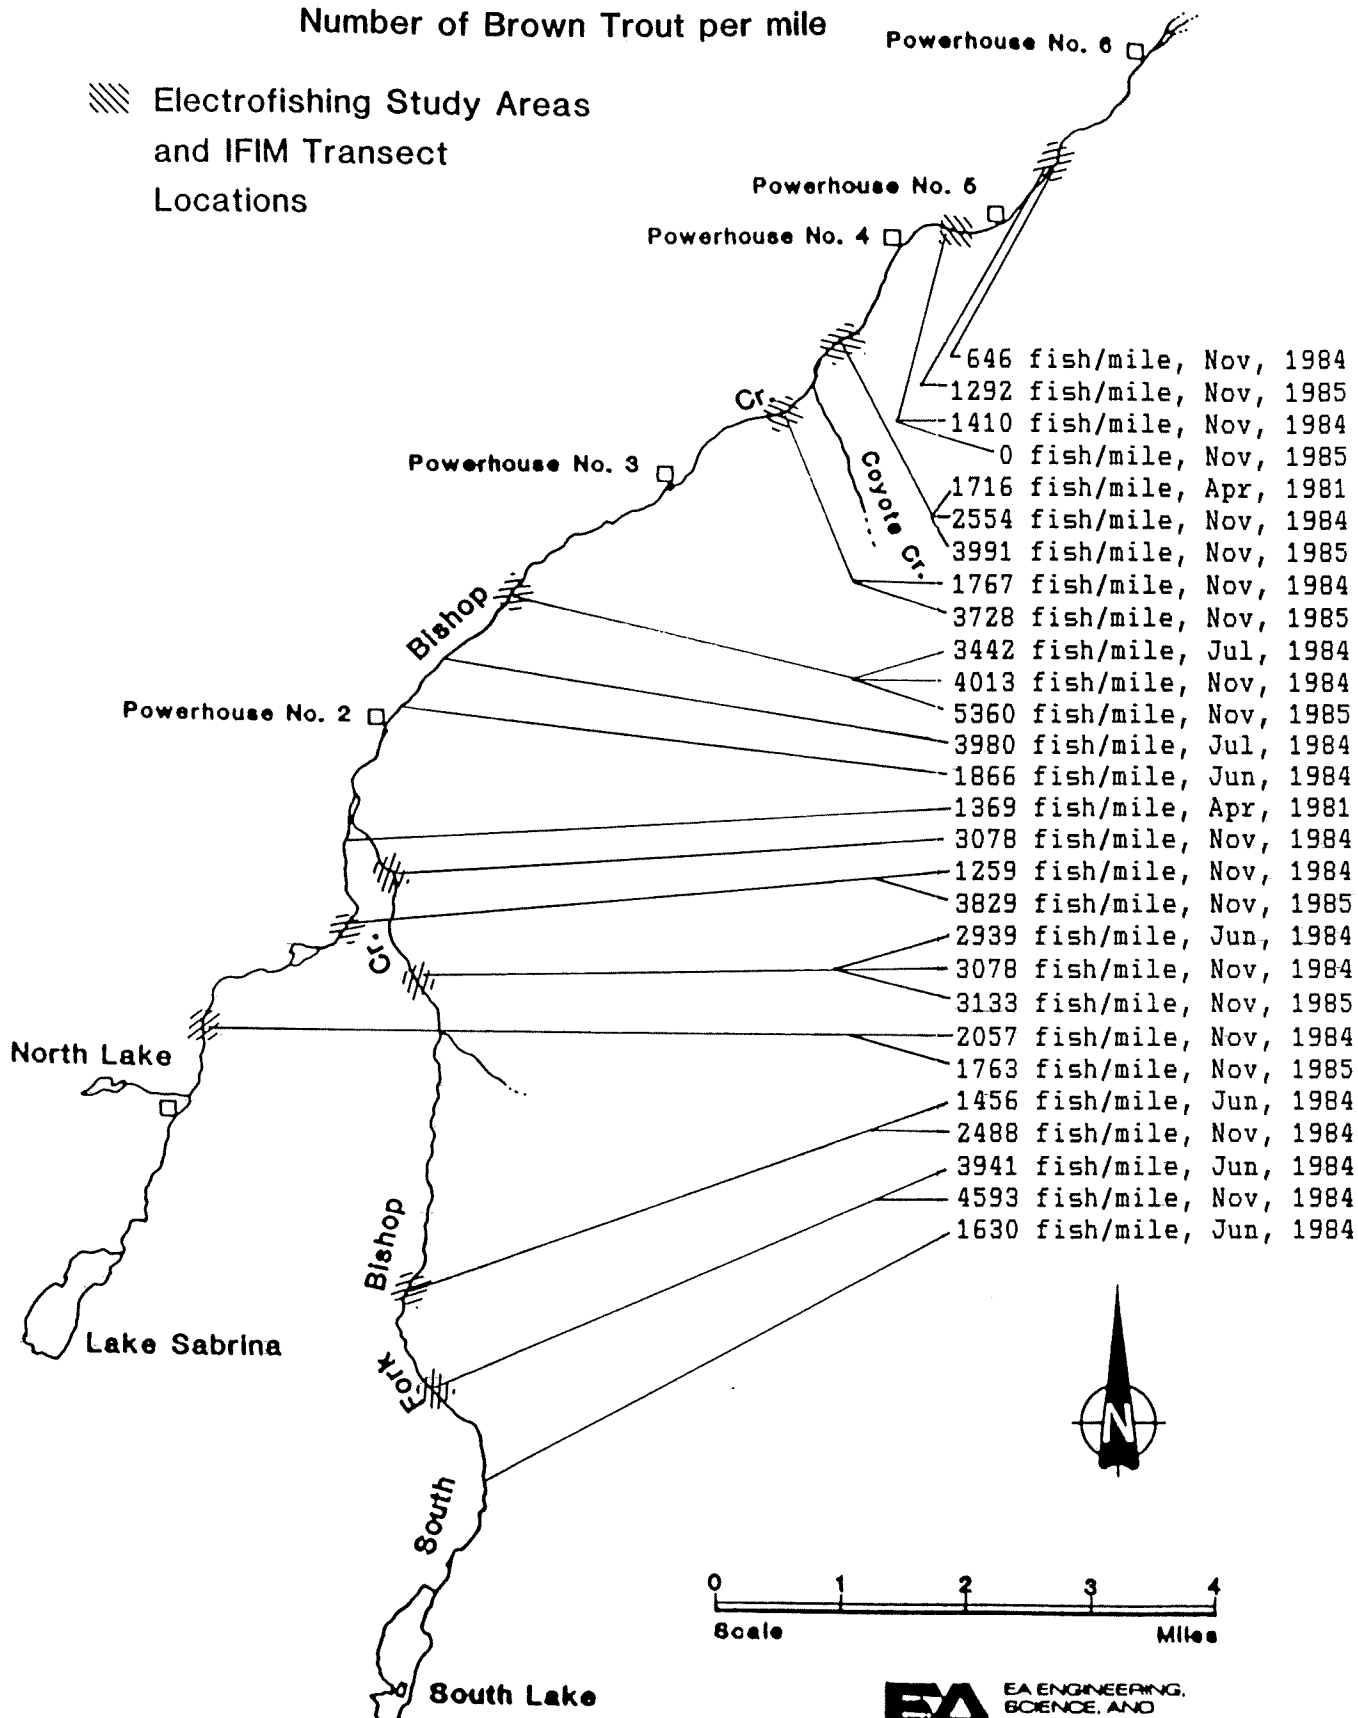 Number of Brown Trout per mile
Powerhouse No. 6
Electrofishing Study Areas
and IFIM Transect
Locations
Powerhouse No. 5
Powerhouse No. 4
646 fish/mile, Nov, 1984
1292 fish/mile, Nov, 1985
1410 fish/mile, Nov, 1984
0 fish/mile, Nov, 1985
1716 fish/mile, Apr, 1981
2554 fish/mile, Nov, 1984
3991 fish/mile, Nov, 1985
1767 fish/mile, Nov, 1984
3728 fish/mile, Nov, 1985
3442 fish/mile, Jul, 1984
4013 fish/mile, Nov, 1984
5360 fish/mile, Nov, 1985
3980 fish/mile, Jul, 1984
1866 fish/mile, Jun, 1984
1369 fish/mile, Apr, 1981
3078 fish/mile, Nov, 1984
1259 fish/mile, Nov, 1984
3829 fish/mile, Nov, 1985
2939 fish/mile, Jun, 1984
3078 fish/mile, Nov, 1984
3133 fish/mile, Nov, 1985
2057 fish/mile, Nov, 1984
1763 fish/mile, Nov, 1985
1456 fish/mile, Jun, 1984
2488 fish/mile, Nov, 1984
3941 fish/mile, Jun, 1984
4593 fish/mile, Nov, 1984
1630 fish/mile, Jun, 1984
Coyote Cr.
Bishop Cr.
Powerhouse No. 3
Powerhouse No. 2
North Lake
Lake Sabrina
South Fork Bishop Cr.
South Lake
N
0 1 2 3 4
Scale Miles
EA
EA ENGINEERING,
SCIENCE, AND